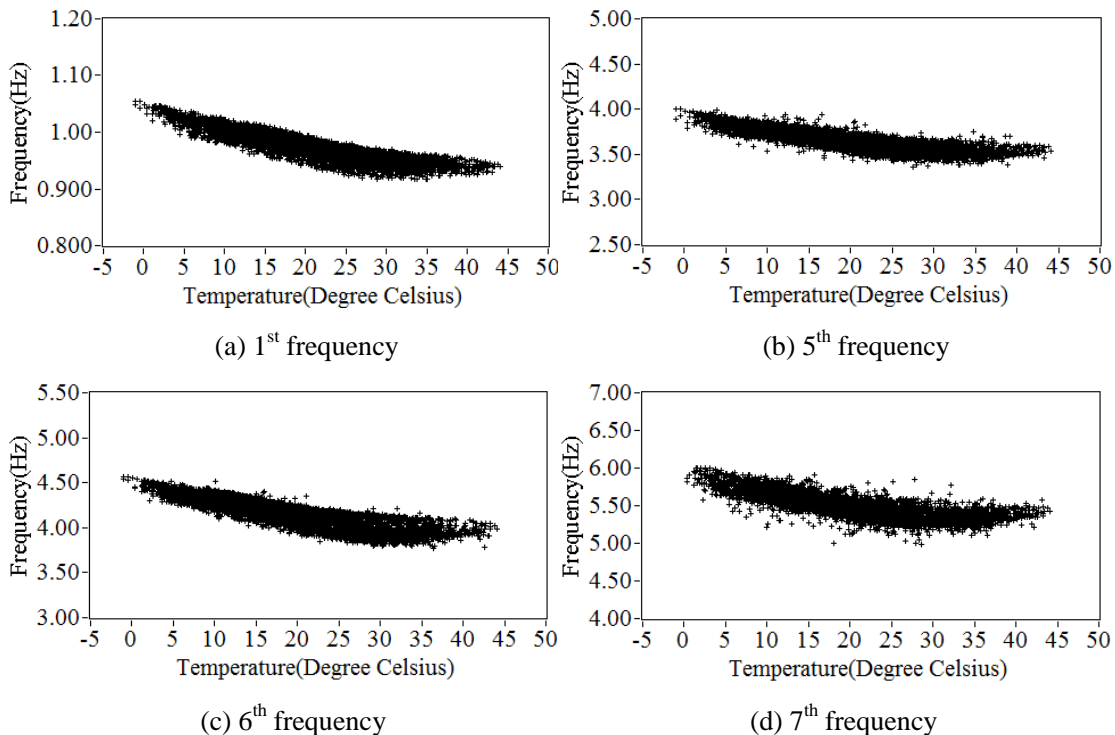 1.20
1.10
1.00
0.900
0.800
Frequency(Hz)
-5 0 5 10 15 20 25 30 35 40 45 50
Temperature(Degree Celsius)
(a) 1st frequency
5.00
4.50
4.00
3.50
3.00
2.50
Frequency(Hz)
-5 0 5 10 15 20 25 30 35 40 45 50
Temperature(Degree Celsius)
(b) 5th frequency
5.50
5.00
4.50
4.00
3.50
3.00
Frequency(Hz)
-5 0 5 10 15 20 25 30 35 40 45 50
Temperature(Degree Celsius)
(c) 6th frequency
7.00
6.50
6.00
5.50
5.00
4.50
4.00
Frequency(Hz)
-5 0 5 10 15 20 25 30 35 40 45 50
Temperature(Degree Celsius)
(d) 7th frequency